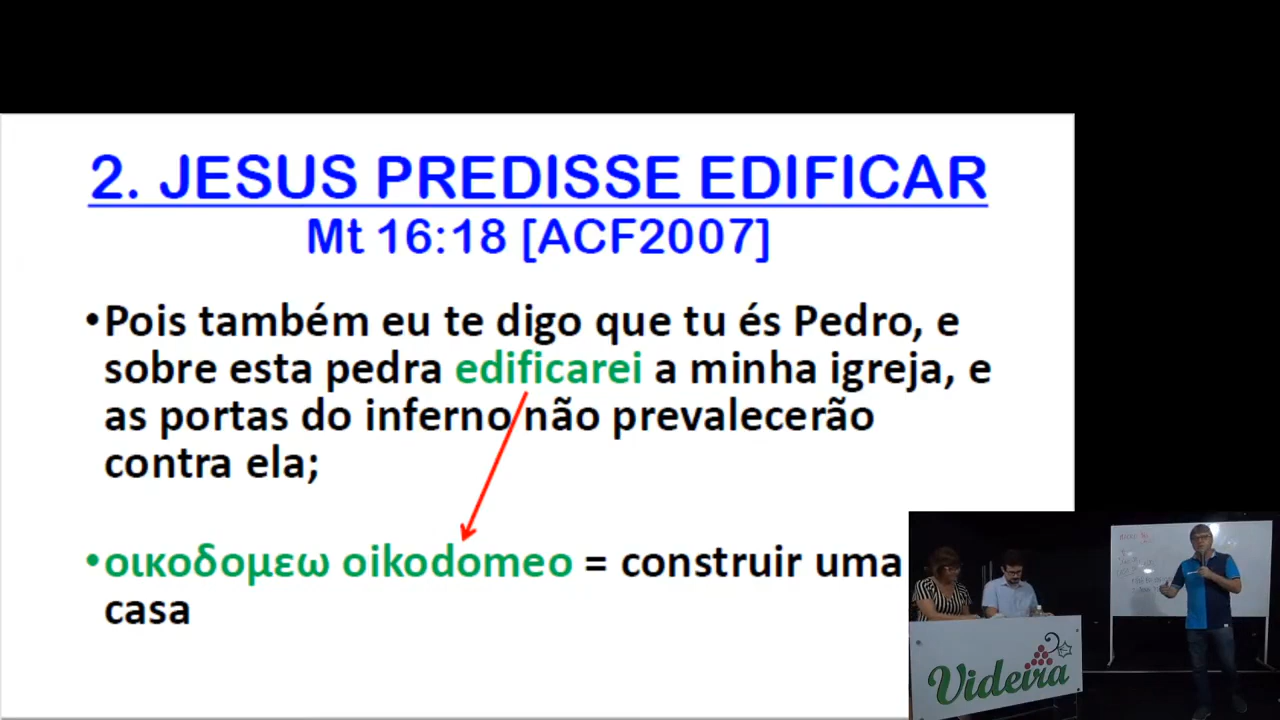 2. JESUS PREDISSE EDIFICAR
Mt 16:18 [ACF2007]
•Pois também eu te digo que tu és Pedro, e
sobre esta pedra edificarei a minha igreja, e
as portas do inferno não prevalecerão
contra ela;
•οικοδομεω oikodomeo = construir uma
casa
Videira